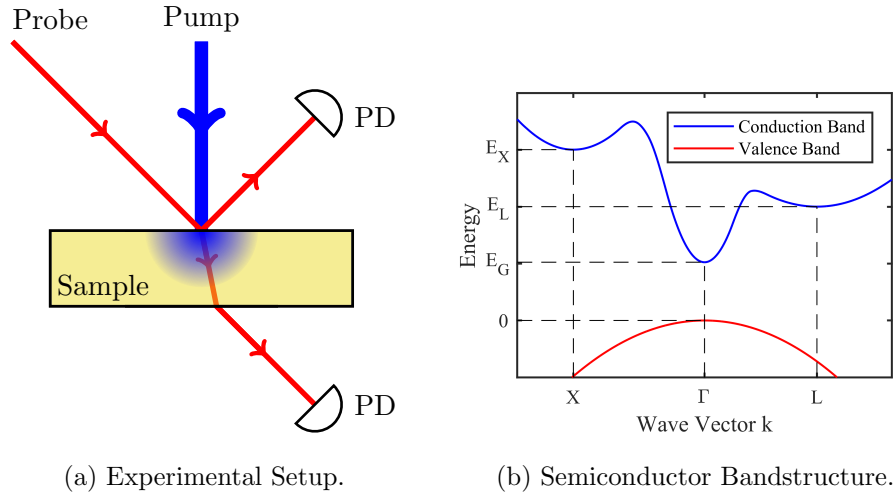 Probe
Pump
PD
Sample
PD
(a) Experimental Setup.
Conduction Band
Valence Band
E_X
E_L
E_G
0
Energy
X
Γ
L
Wave Vector k
(b) Semiconductor Bandstructure.